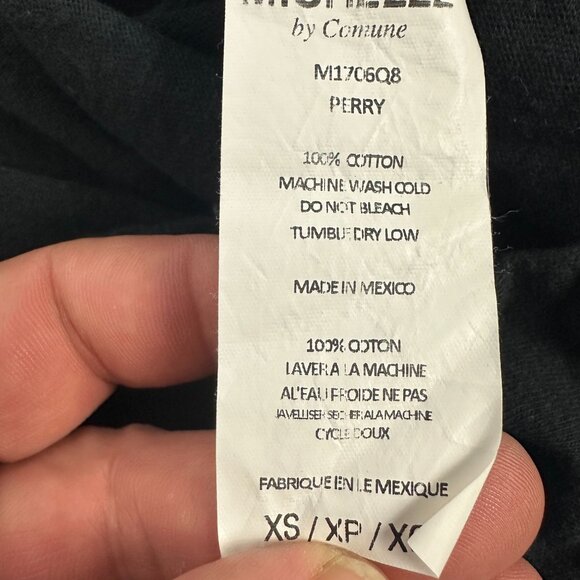 MICHELLE
by Comune
M1706Q8
PERRY
100% COTTON
MACHINE WASH COLD
DO NOT BLEACH
TUMBLE DRY LOW
MADE IN MEXICO
100% COTON
LAVER A LA MACHINE
AL'EAU FROIDE NE PAS
JAVELLISER SECHER A LA MACHINE
CYCLE DOUX
FABRIQUE EN LE MEXIQUE
XS / XP /